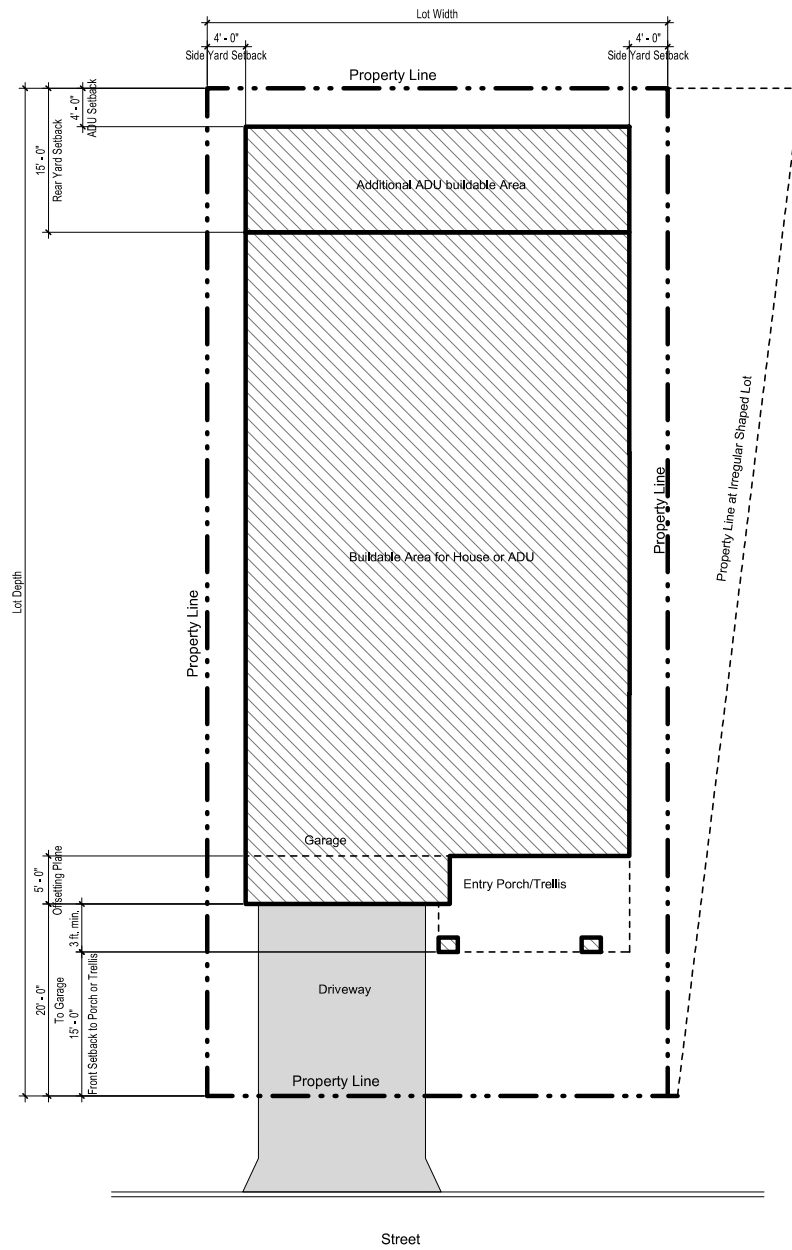 Lot Width
4' - 0"
Side Yard Setback
4' - 0"
Side Yard Setback
Property Line
4' - 0"
ADU Setback
15' - 0"
Rear Yard Setback
Additional ADU buildable Area
Lot Depth
Property Line
Buildable Area for House or ADU
Property Line
Property Line at Irregular Shaped Lot
Garage
5' - 0"
Offsetting Plane
Entry Porch/Trellis
3 ft. min.
20' - 0"
To Garage
15' - 0"
Front Setback to Porch or Trellis
Driveway
Property Line
Street